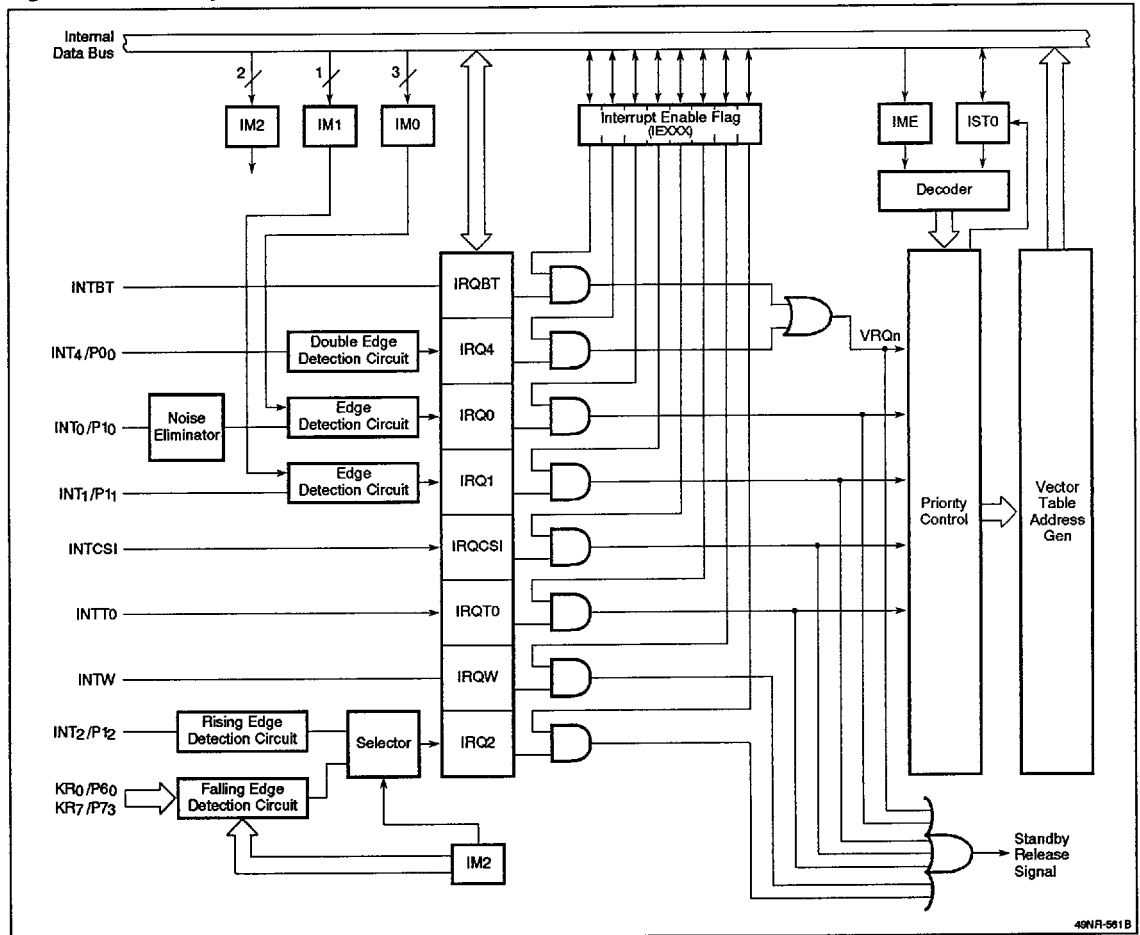 Internal
Data Bus
2
1
3
IM2
IM1
IM0
Interrupt Enable Flag
(IEXXX)
IME
IST0
Decoder
INTBT
IRQBT
INT4/P00
Double Edge
Detection Circuit
IRQ4
VRQn
INT0/P10
Noise
Eliminator
Edge
Detection Circuit
IRQ0
INT1/P11
Edge
Detection Circuit
IRQ1
Priority
Control
Vector
Table
Address
Gen
INTCSI
IRQCSI
INTT0
IRQT0
INTW
IRQW
INT2/P12
Rising Edge
Detection Circuit
Selector
IRQ2
KR0/P60
KR7/P73
Falling Edge
Detection Circuit
IM2
Standby
Release
Signal
49NR-561B